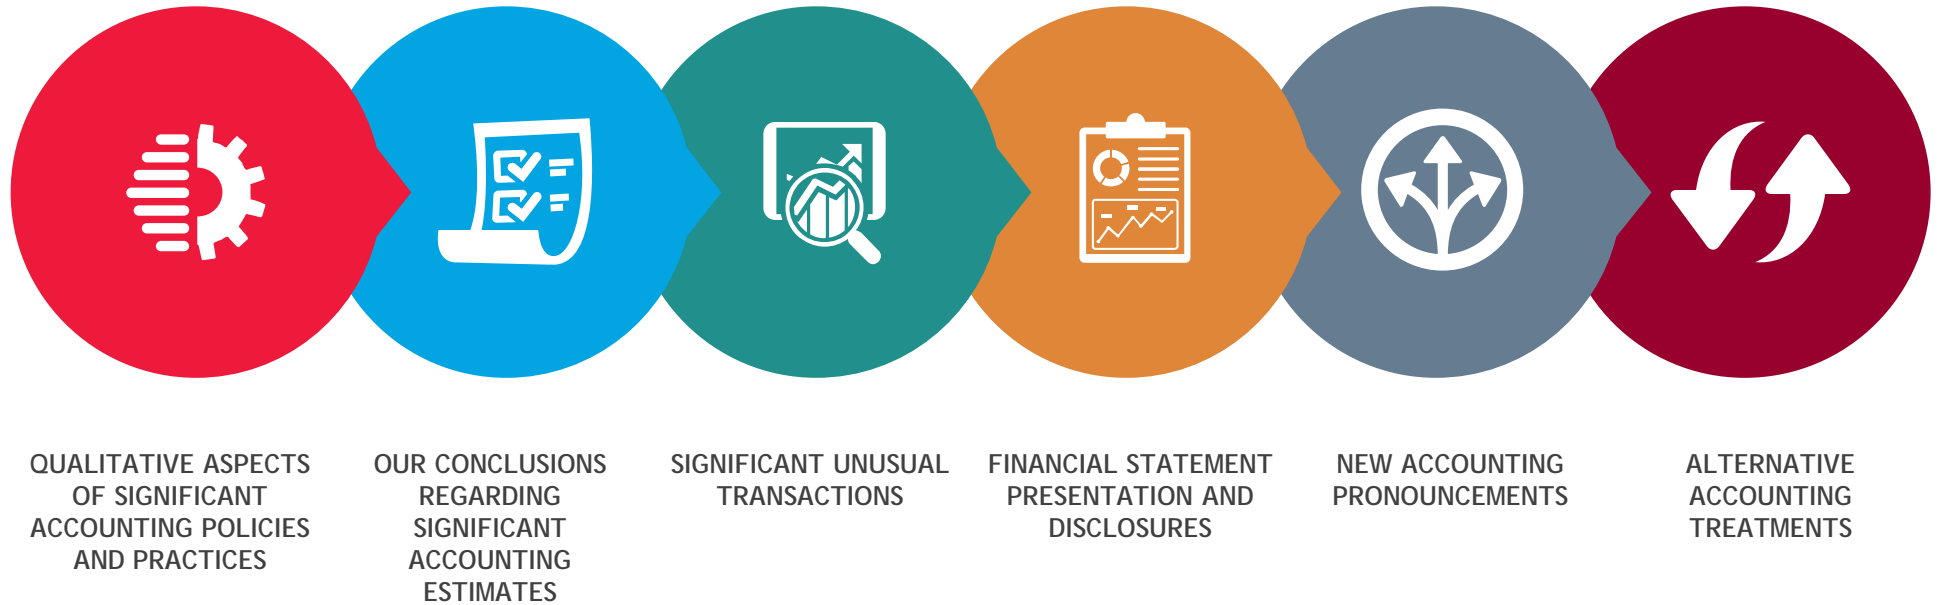 QUALITATIVE ASPECTS
OF SIGNIFICANT
ACCOUNTING POLICIES
AND PRACTICES
OUR CONCLUSIONS
REGARDING
SIGNIFICANT
ACCOUNTING
ESTIMATES
SIGNIFICANT UNUSUAL
TRANSACTIONS
FINANCIAL STATEMENT
PRESENTATION AND
DISCLOSURES
NEW ACCOUNTING
PRONOUNCEMENTS
ALTERNATIVE
ACCOUNTING
TREATMENTS